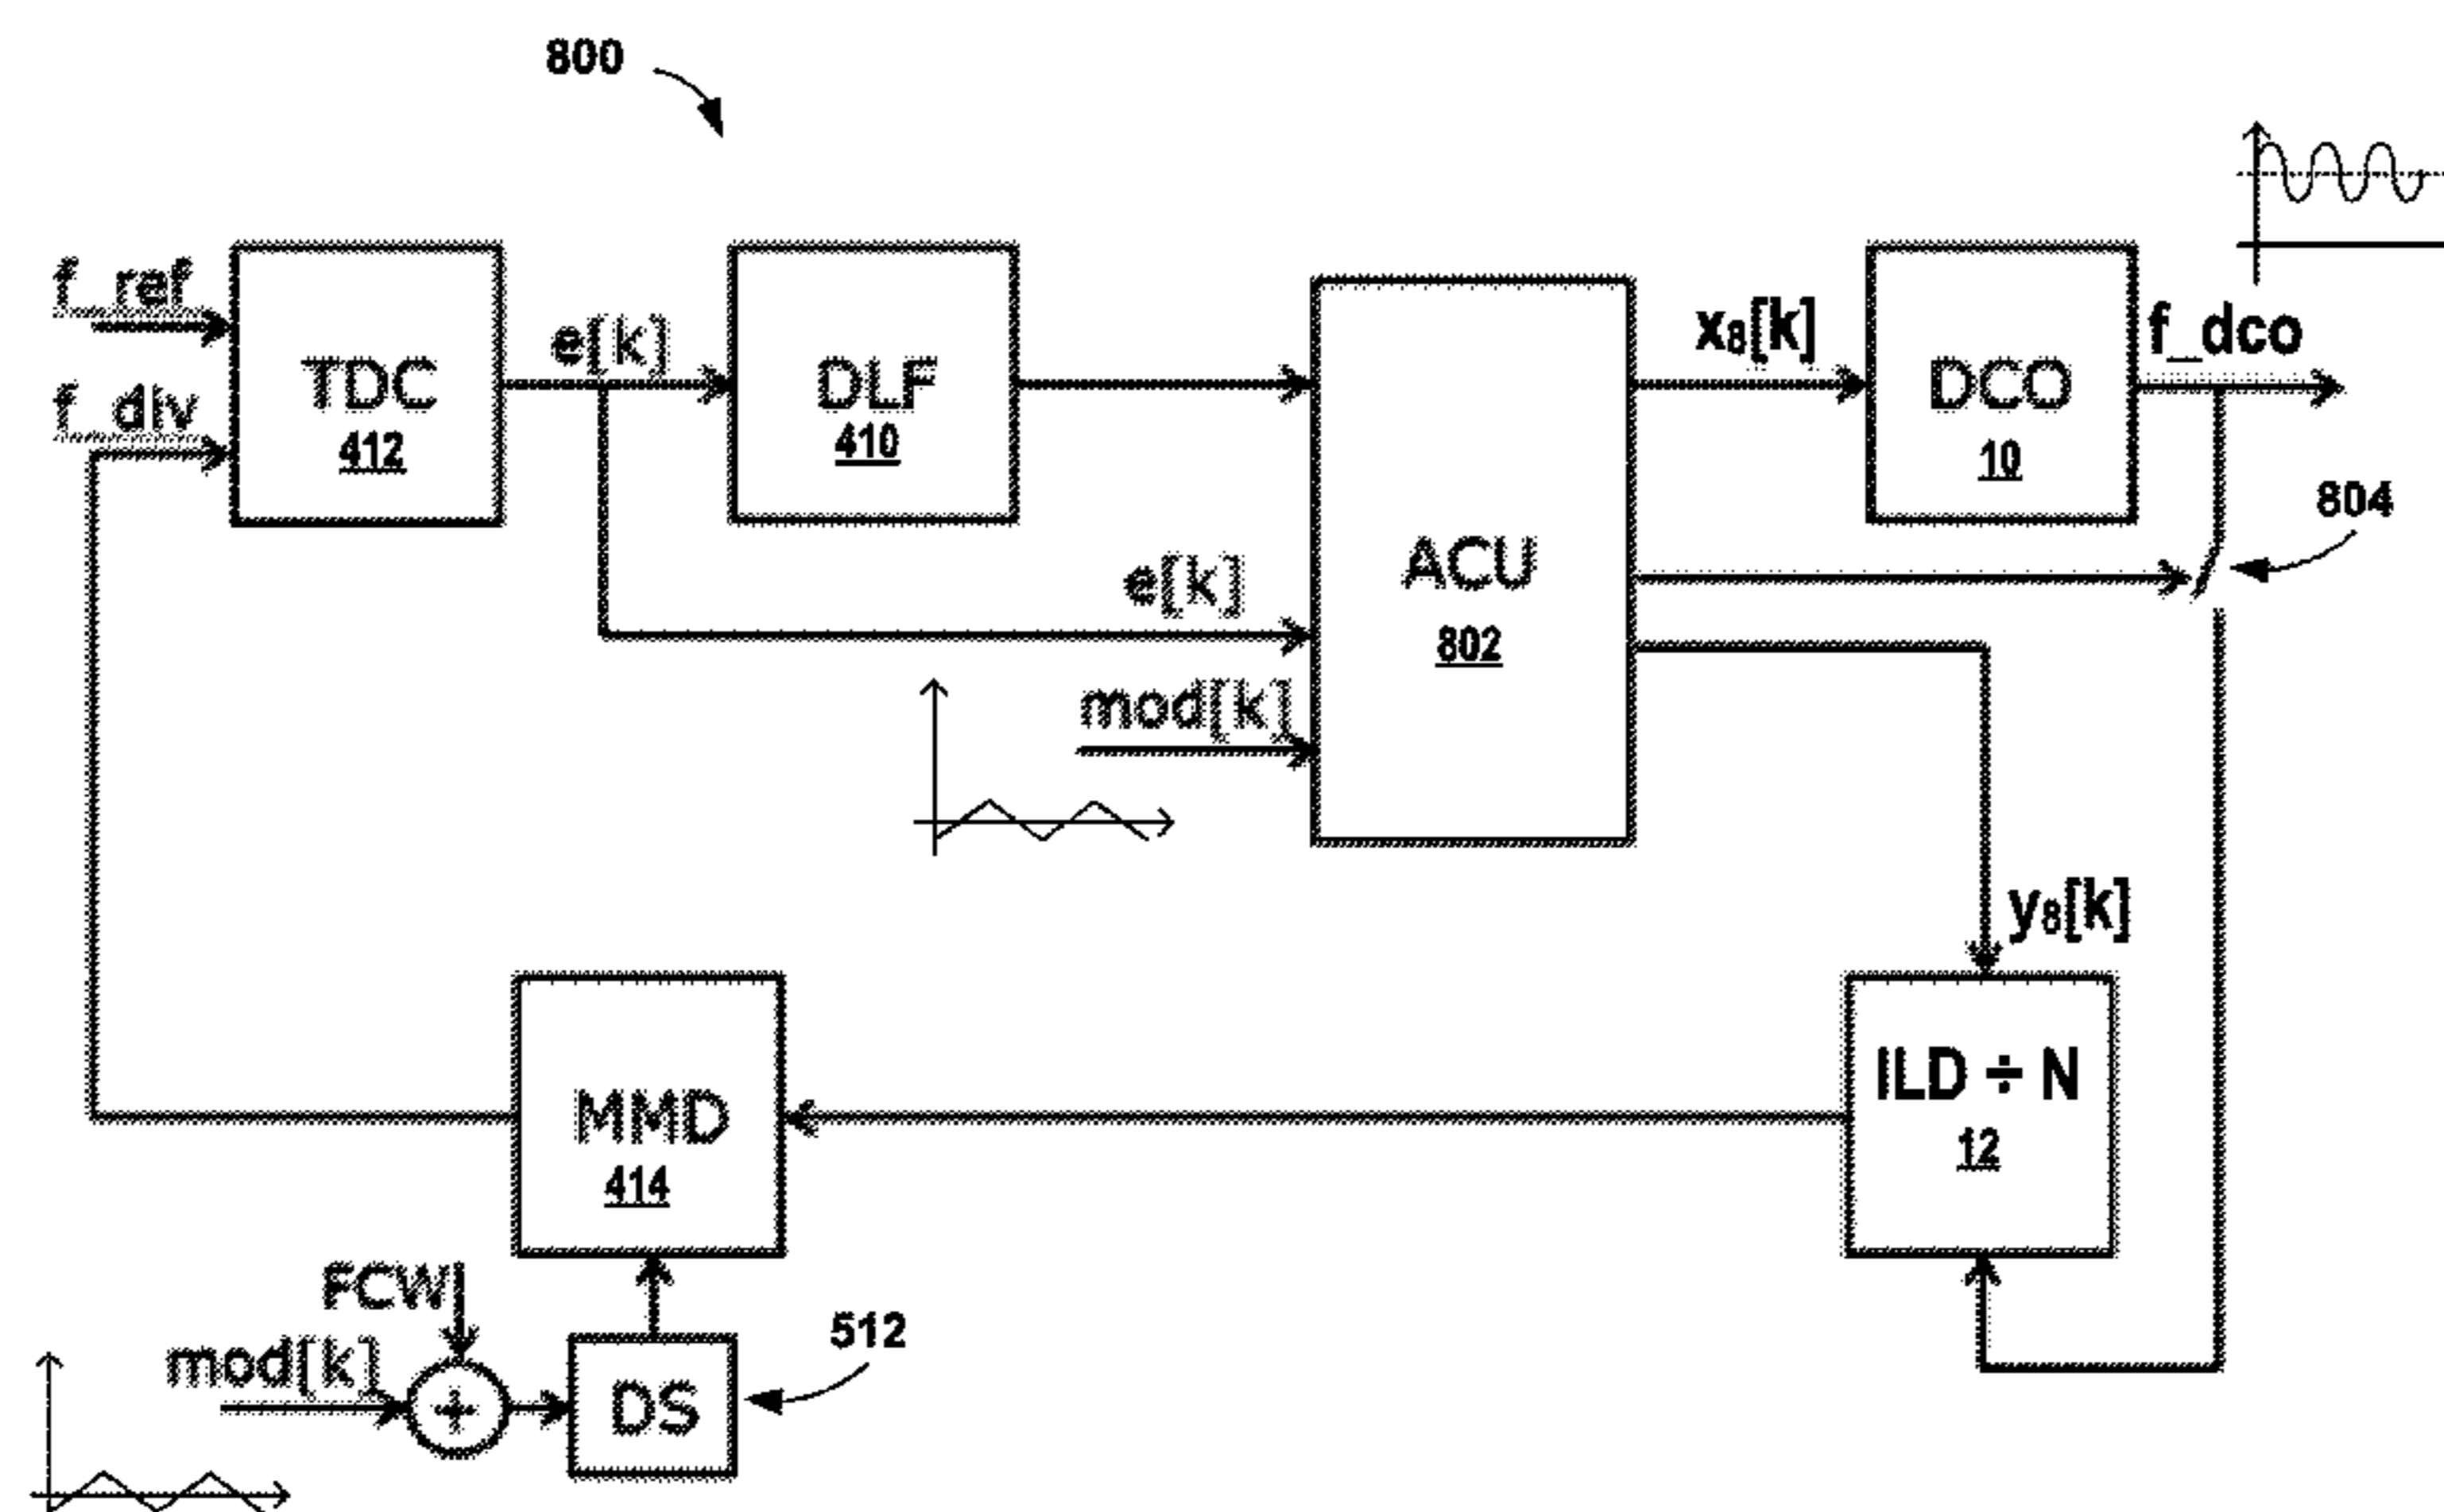 800
f_ref
f_div
TDC
412
e[k]
DLF
410
x₈[k]
DCO
10
f_dco
804
e[k]
mod[k]
ACU
802
y₈[k]
MMD
414
ILD ÷ N
12
FCW
mod[k]
+
DS
512